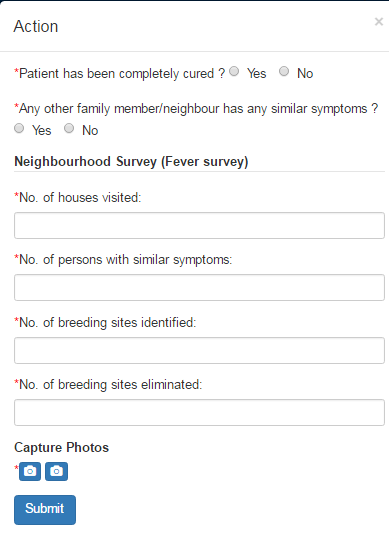 Action
×
*Patient has been completely cured ? Yes No
*Any other family member/neighbour has any similar symptoms ?
Yes No
Neighbourhood Survey (Fever survey)
*No. of houses visited:
*No. of persons with similar symptoms:
*No. of breeding sites identified:
*No. of breeding sites eliminated:
Capture Photos
*
Submit